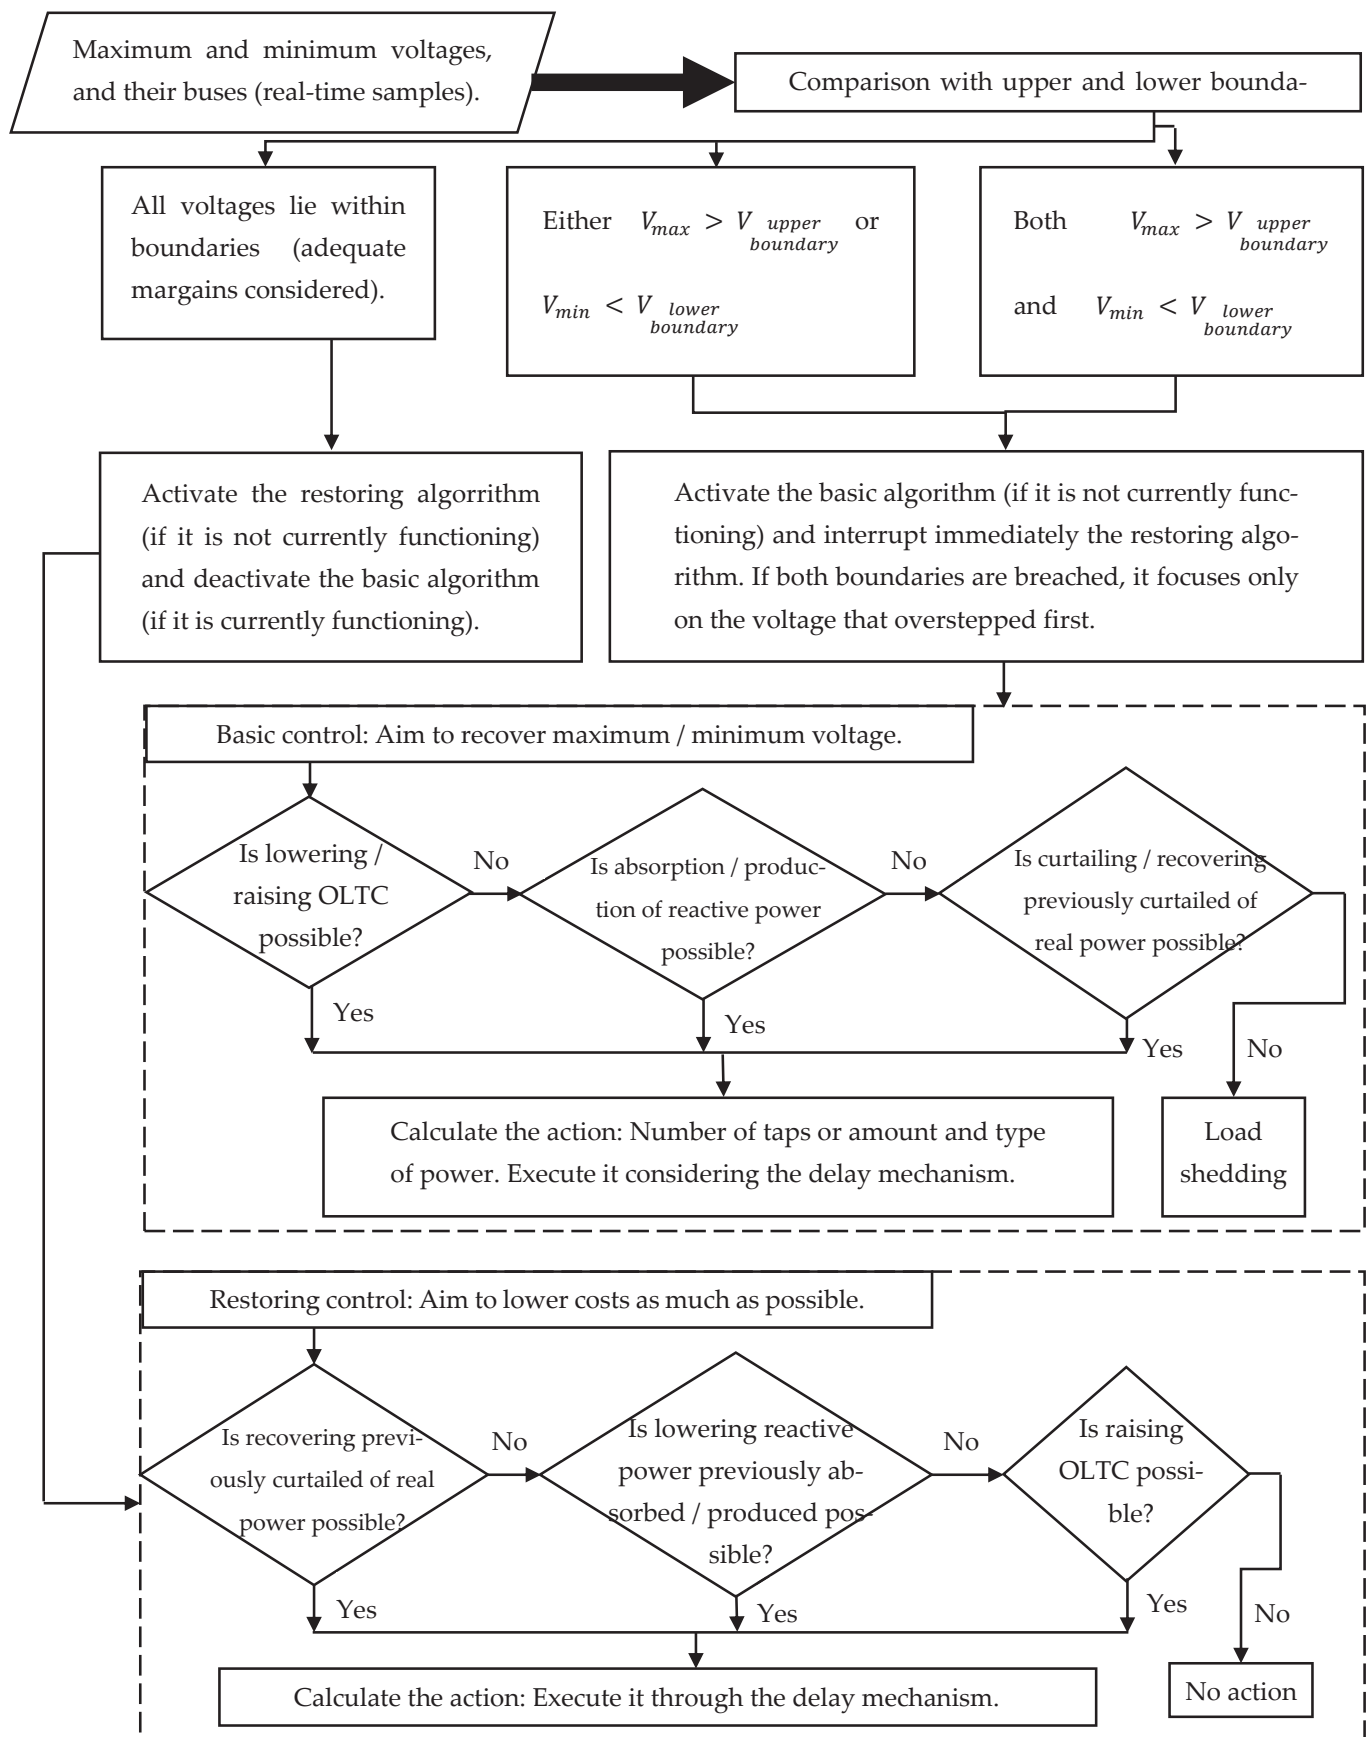 Maximum and minimum voltages,
and their buses (real-time samples).
Comparison with upper and lower bounda-
All voltages lie within
boundaries (adequate
margins considered).
Either V_max > V_upper boundary or
V_min < V_lower boundary
Both V_max > V_upper boundary
and V_min < V_lower boundary
Activate the restoring algorrithm
(if it is not currently functioning)
and deactivate the basic algorithm
(if it is currently functioning).
Activate the basic algorithm (if it is not currently func-
tioning) and interrupt immediately the restoring algo-
rithm. If both boundaries are breached, it focuses only
on the voltage that overstepped first.
Basic control: Aim to recover maximum / minimum voltage.
Is lowering /
raising OLTC
possible?
No
Is absorption / produc-
tion of reactive power
possible?
No
Is curtailing / recovering
previously curtailed of
real power possible?
Yes
Yes
Yes
No
Calculate the action: Number of taps or amount and type
of power. Execute it considering the delay mechanism.
Load
shedding
Restoring control: Aim to lower costs as much as possible.
Is recovering previ-
ously curtailed of real
power possible?
No
Is lowering reactive
power previously ab-
sorbed / produced pos-
sible?
No
Is raising
OLTC possi-
ble?
Yes
Yes
Yes
No
Calculate the action: Execute it through the delay mechanism.
No action